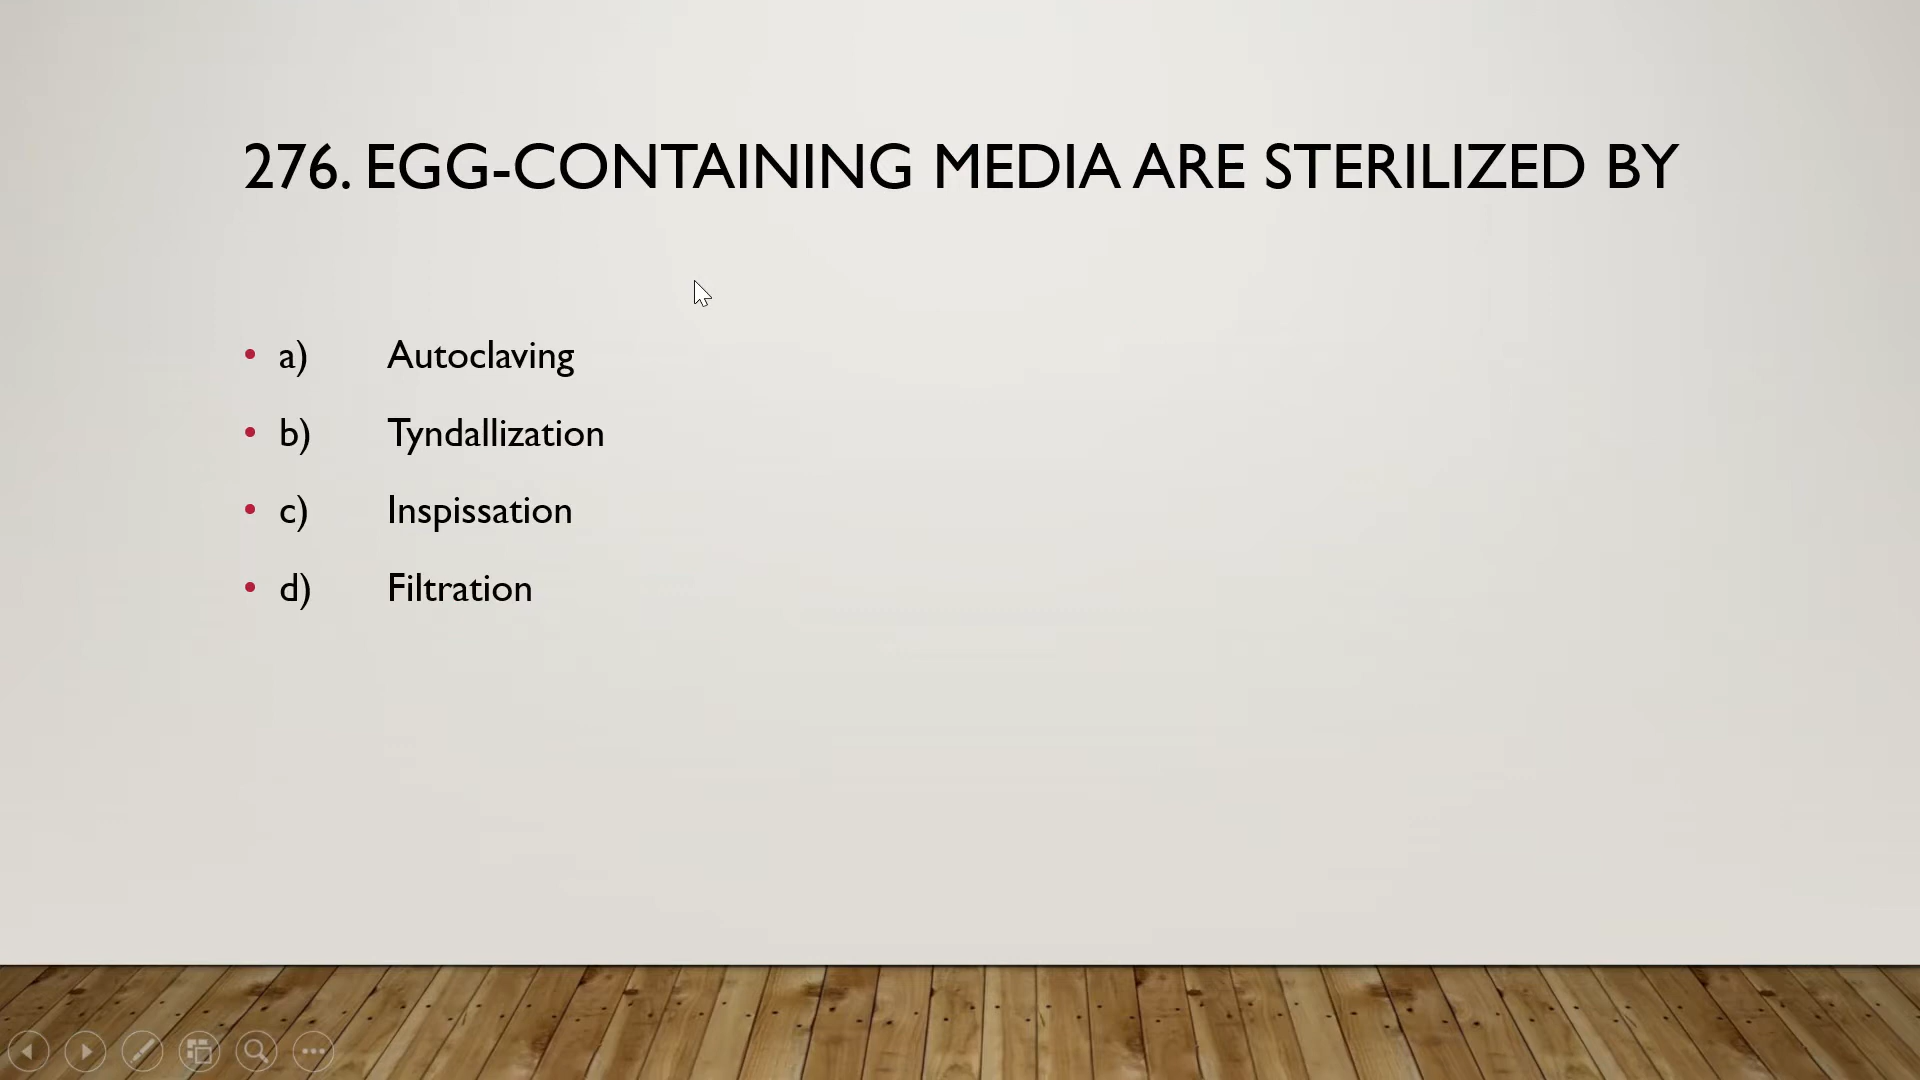 276. EGG-CONTAINING MEDIA ARE STERILIZED BY
• a) Autoclaving
• b) Tyndallization
• c) Inspissation
• d) Filtration